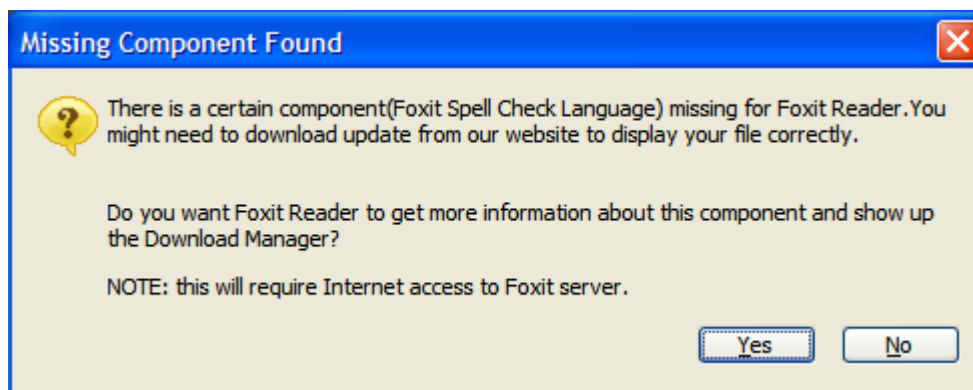 Missing Component Found
There is a certain component(Foxit Spell Check Language) missing for Foxit Reader.You
might need to download update from our website to display your file correctly.
Do you want Foxit Reader to get more information about this component and show up
the Download Manager?
NOTE: this will require Internet access to Foxit server.
Yes No